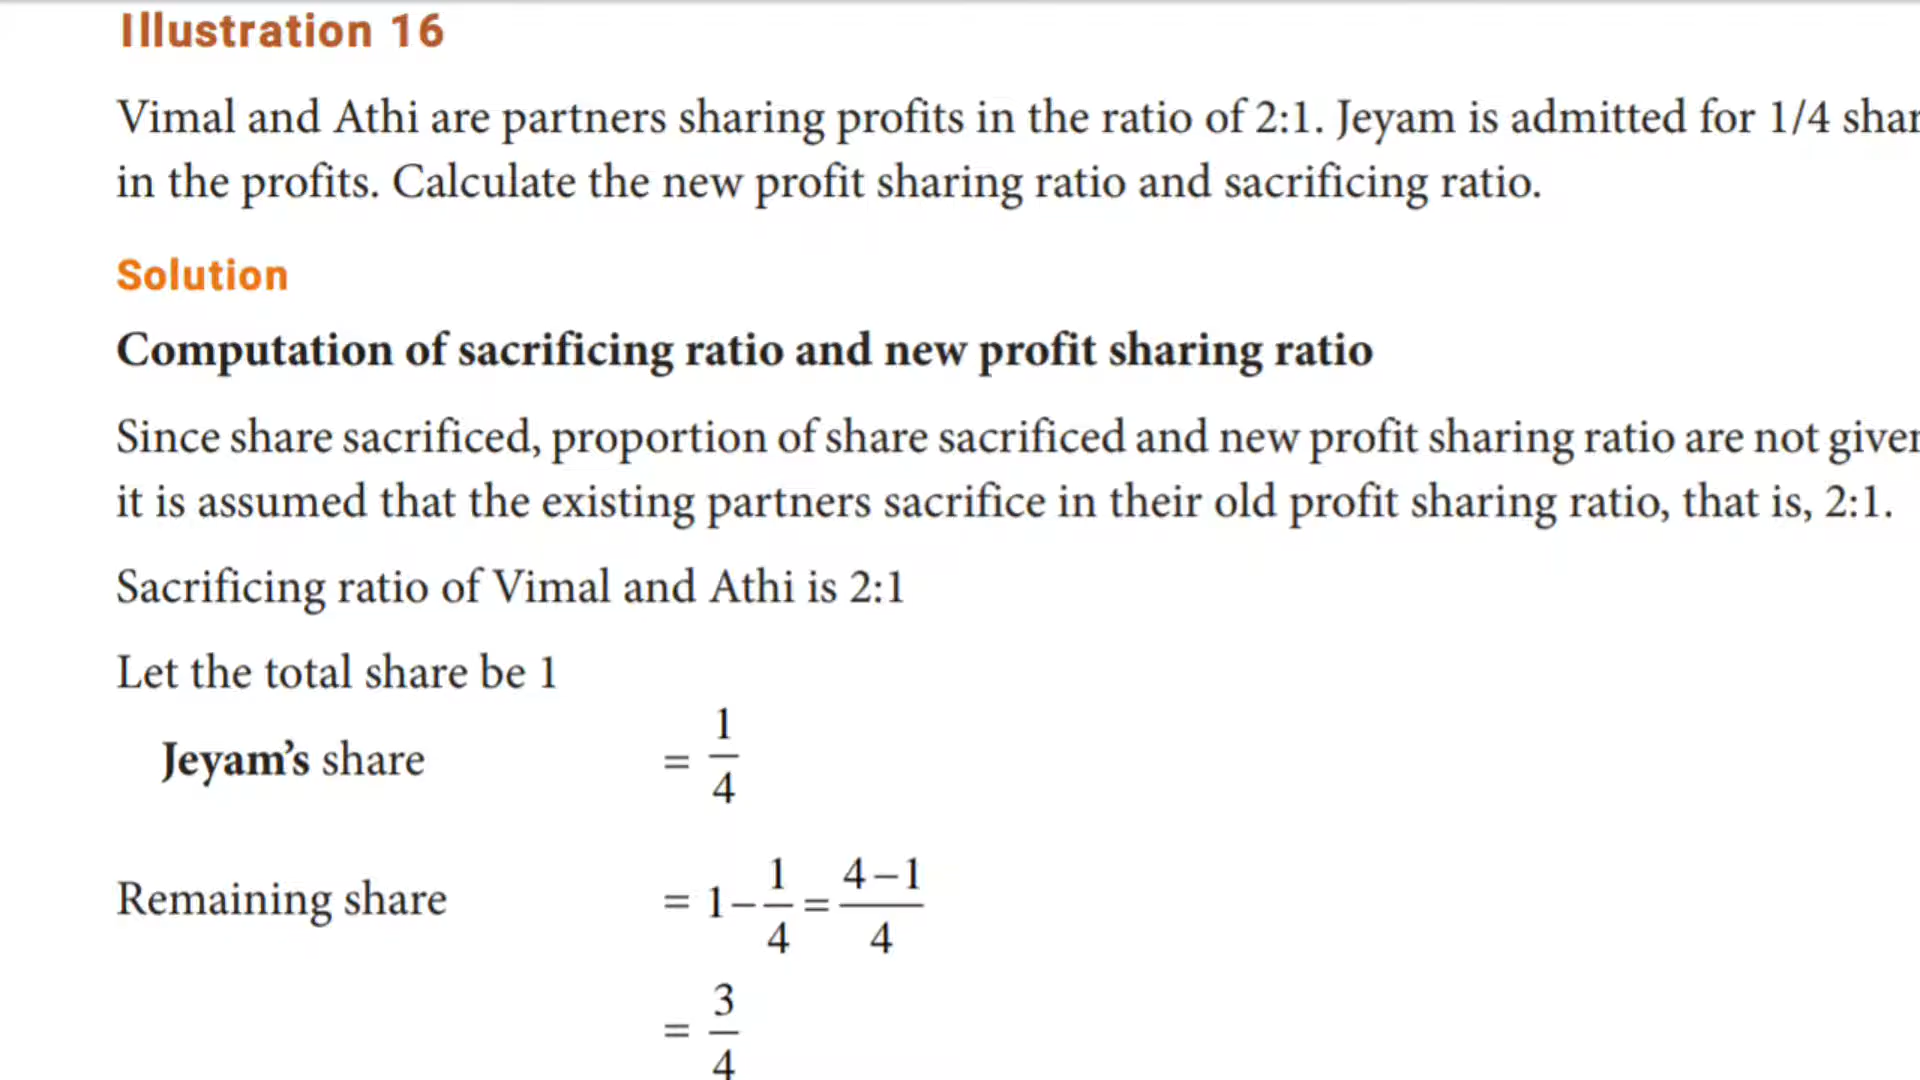 Illustration 16
Vimal and Athi are partners sharing profits in the ratio of 2:1. Jeyam is admitted for 1/4 shar
in the profits. Calculate the new profit sharing ratio and sacrificing ratio.
Solution
Computation of sacrificing ratio and new profit sharing ratio
Since share sacrificed, proportion of share sacrificed and new profit sharing ratio are not given
it is assumed that the existing partners sacrifice in their old profit sharing ratio, that is, 2:1.
Sacrificing ratio of Vimal and Athi is 2:1
Let the total share be 1
Jeyam’s share = 1/4
Remaining share = 1 – 1/4 = 4 – 1/4
= 3/4